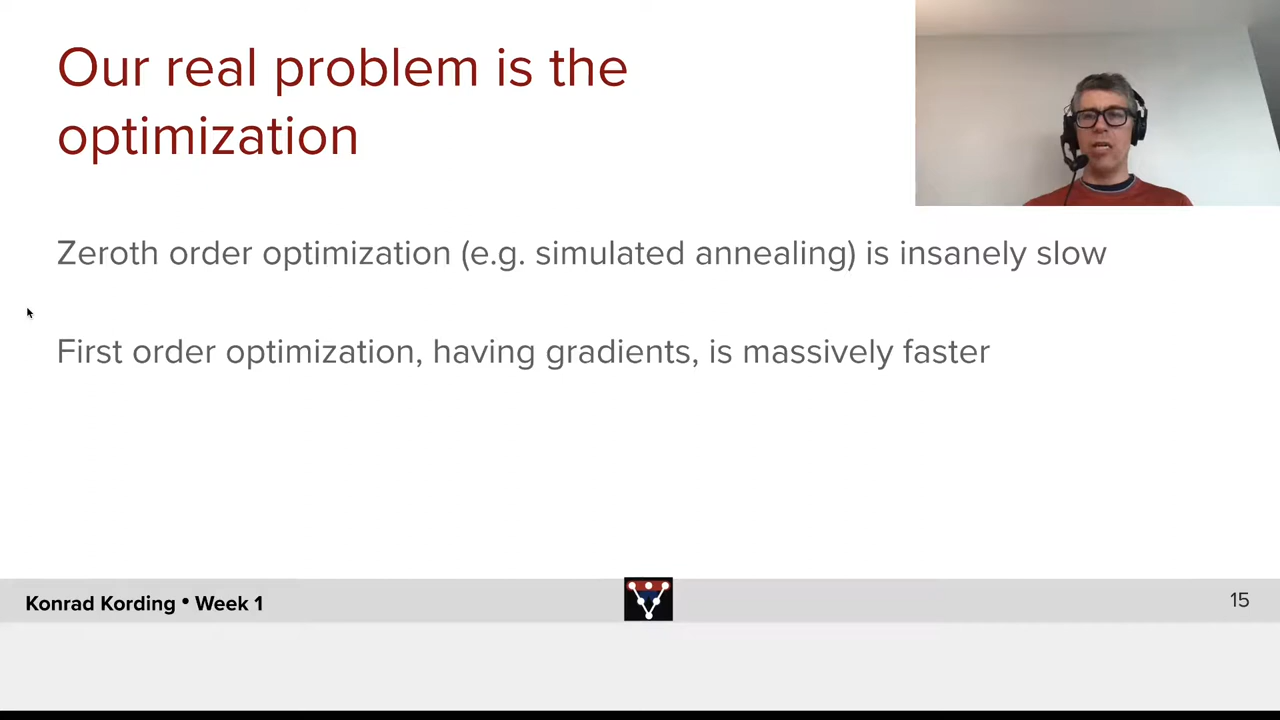 Our real problem is the
optimization
Zeroth order optimization (e.g. simulated annealing) is insanely slow
First order optimization, having gradients, is massively faster
Konrad Kording • Week 1
15